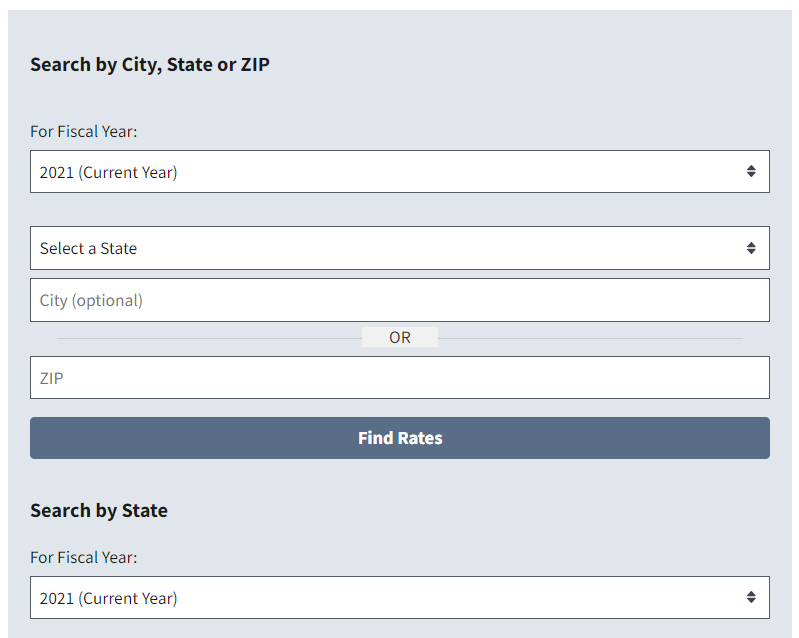 Search by City, State or ZIP
For Fiscal Year:
2021 (Current Year)
Select a State
City (optional)
OR
ZIP
Find Rates
Search by State
For Fiscal Year:
2021 (Current Year)